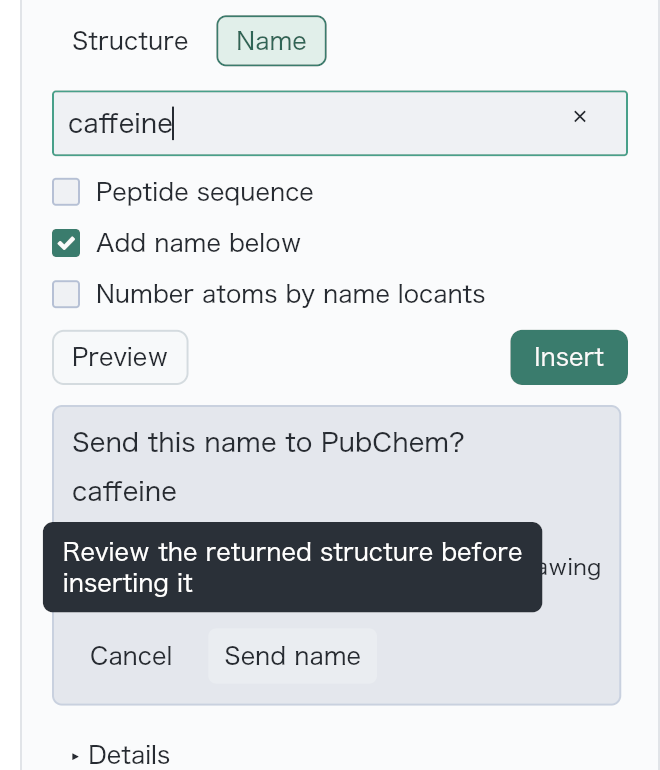 Structure Name
caffeine ×
Peptide sequence
Add name below
Number atoms by name locants
Preview Insert
Send this name to PubChem?
caffeine
Review the returned structure before
inserting it
Cancel Send name
Details